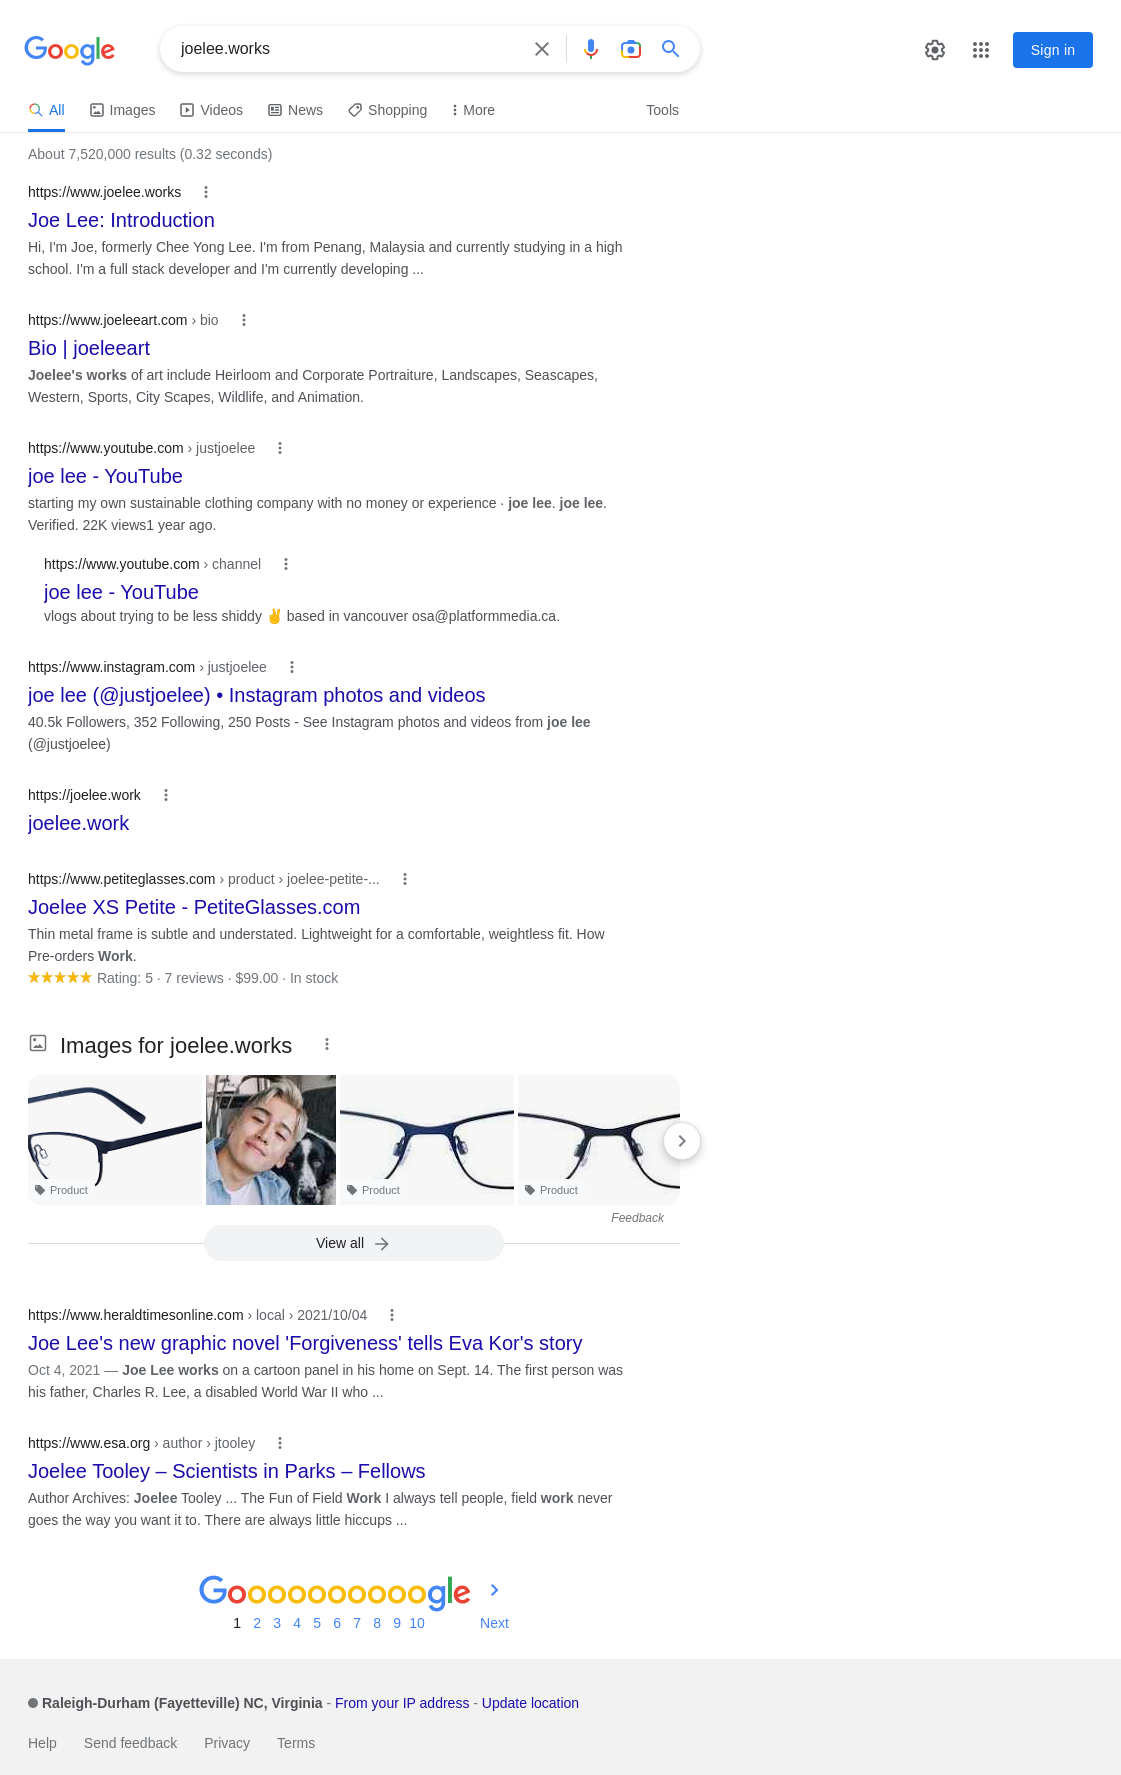 Google
joelee.works
Sign in
All Images Videos News Shopping More Tools
About 7,520,000 results (0.32 seconds)
https://www.joelee.works
Joe Lee: Introduction
Hi, I'm Joe, formerly Chee Yong Lee. I'm from Penang, Malaysia and currently studying in a high
school. I'm a full stack developer and I'm currently developing ...
https://www.joeleeart.com › bio
Bio | joeleeart
Joelee's works of art include Heirloom and Corporate Portraiture, Landscapes, Seascapes,
Western, Sports, City Scapes, Wildlife, and Animation.
https://www.youtube.com › justjoelee
joe lee - YouTube
starting my own sustainable clothing company with no money or experience · joe lee. joe lee.
Verified. 22K views1 year ago.
https://www.youtube.com › channel
joe lee - YouTube
vlogs about trying to be less shiddy ✌️ based in vancouver osa@platformmedia.ca.
https://www.instagram.com › justjoelee
joe lee (@justjoelee) • Instagram photos and videos
40.5k Followers, 352 Following, 250 Posts - See Instagram photos and videos from joe lee
(@justjoelee)
https://joelee.work
joelee.work
https://www.petiteglasses.com › product › joelee-petite-...
Joelee XS Petite - PetiteGlasses.com
Thin metal frame is subtle and understated. Lightweight for a comfortable, weightless fit. How
Pre-orders Work.
★★★★★ Rating: 5 · 7 reviews · $99.00 · In stock
Images for joelee.works
Product Product Product
Feedback
View all
https://www.heraldtimesonline.com › local › 2021/10/04
Joe Lee's new graphic novel 'Forgiveness' tells Eva Kor's story
Oct 4, 2021 — Joe Lee works on a cartoon panel in his home on Sept. 14. The first person was
his father, Charles R. Lee, a disabled World War II who ...
https://www.esa.org › author › jtooley
Joelee Tooley – Scientists in Parks – Fellows
Author Archives: Joelee Tooley ... The Fun of Field Work I always tell people, field work never
goes the way you want it to. There are always little hiccups ...
Goooooooooogle
1 2 3 4 5 6 7 8 9 10 Next
Raleigh-Durham (Fayetteville) NC, Virginia - From your IP address - Update location
Help Send feedback Privacy Terms